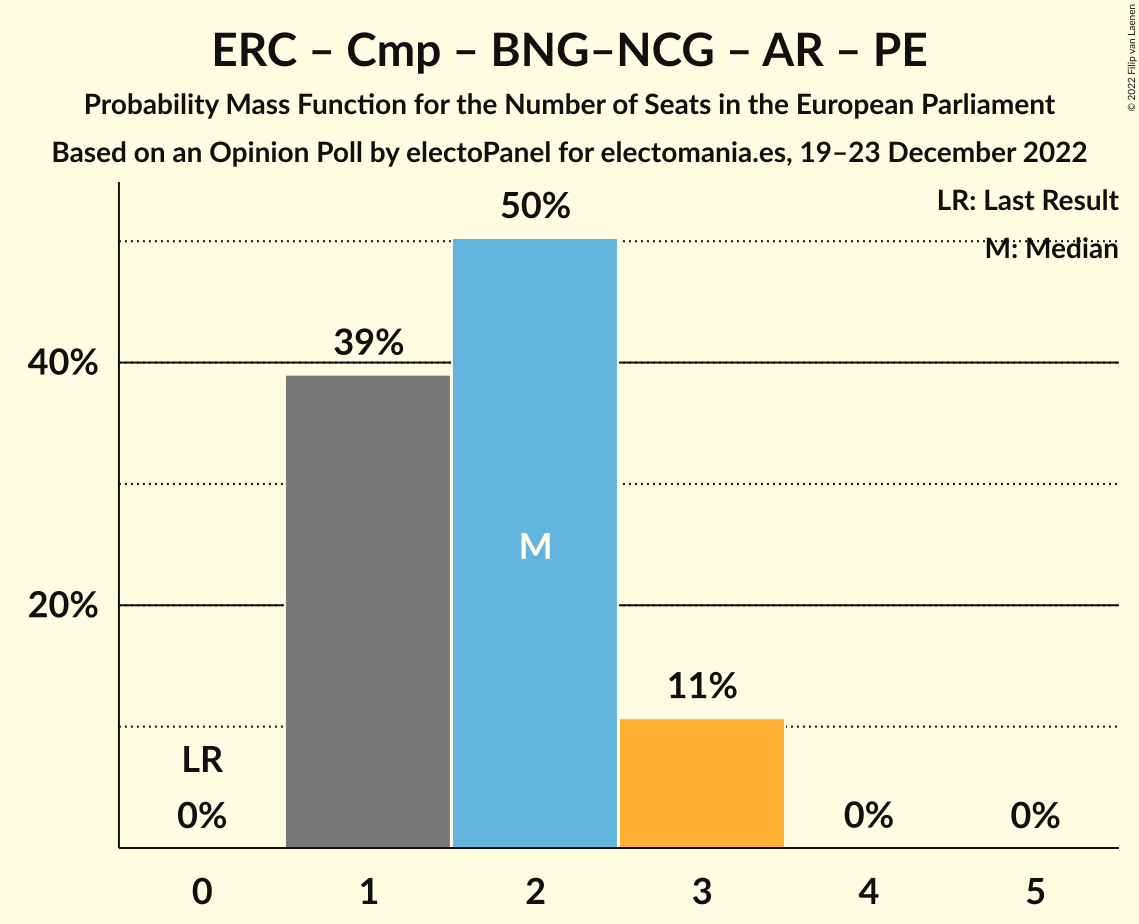 ERC – Cmp – BNG–NCG – AR – PE
Probability Mass Function for the Number of Seats in the European Parliament
Based on an Opinion Poll by electoPanel for electomania.es, 19–23 December 2022
© 2022 Filip van Laenen
LR: Last Result
M: Median
50%
39%
40%
M
20%
11%
LR
0%
0%
0%
0
1
2
3
4
5